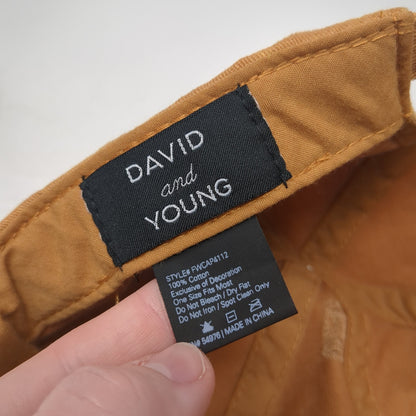 DAVID
and
YOUNG
STYLE# FWCAP4112
100% Cotton
Exclusive of Decoration
One Size Fits Most
Do Not Bleach / Dry Flat
Do Not Iron / Spot Clean Only
54976 | MADE IN CHINA